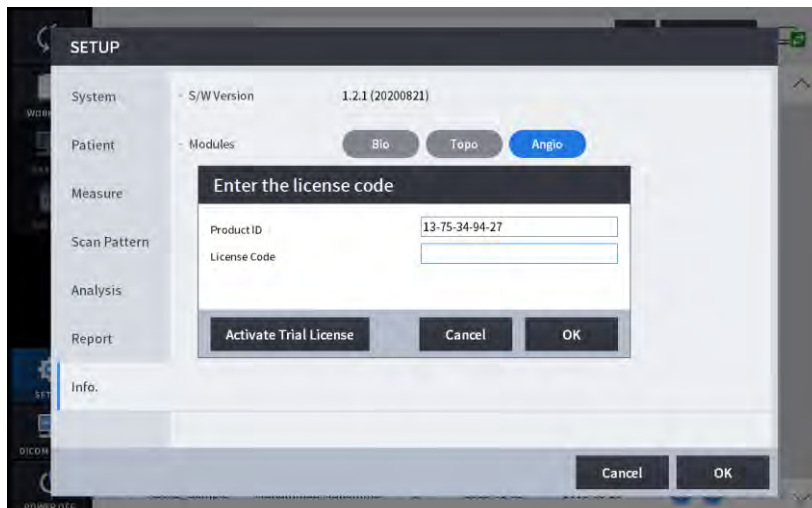 SETUP
System
- S/W Version 1.2.1 (20200821)
Patient
- Modules Bio Topo Angio
Measure
Enter the license code
Product ID 13-75-34-94-27
License Code
Scan Pattern
Analysis
Report
Activate Trial License Cancel OK
Info.
DICOM
Cancel OK